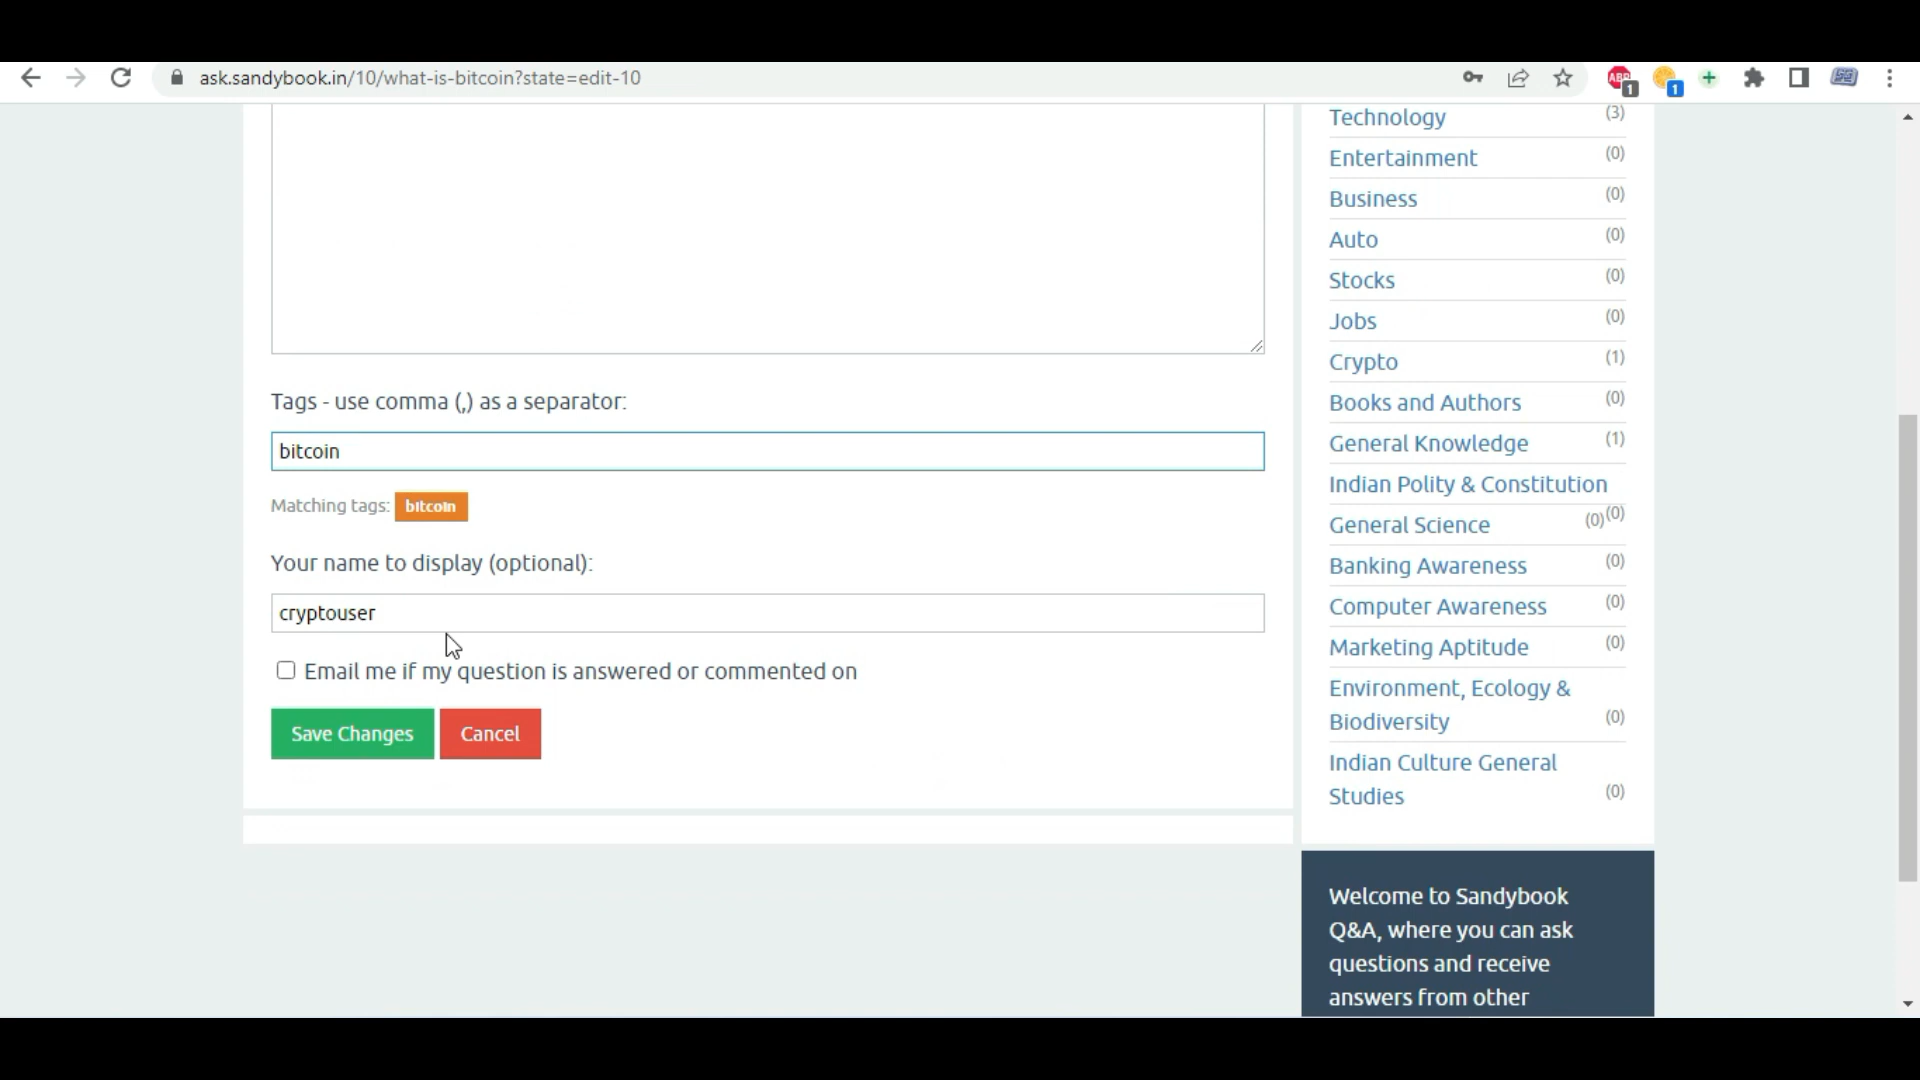 ask.sandybook.in/10/what-is-bitcoin?state=edit-10
ABP
1
1
Tags - use comma (,) as a separator:
bitcoin
Matching tags: bitcoin
Your name to display (optional):
cryptouser
Email me if my question is answered or commented on
Save Changes
Cancel
Technology (3)
Entertainment (0)
Business (0)
Auto (0)
Stocks (0)
Jobs (0)
Crypto (1)
Books and Authors (0)
General Knowledge (1)
Indian Polity & Constitution
(0)
General Science (0)
Banking Awareness (0)
Computer Awareness (0)
Marketing Aptitude (0)
Environment, Ecology &
Biodiversity (0)
Indian Culture General
Studies (0)
Welcome to Sandybook
Q&A, where you can ask
questions and receive
answers from other